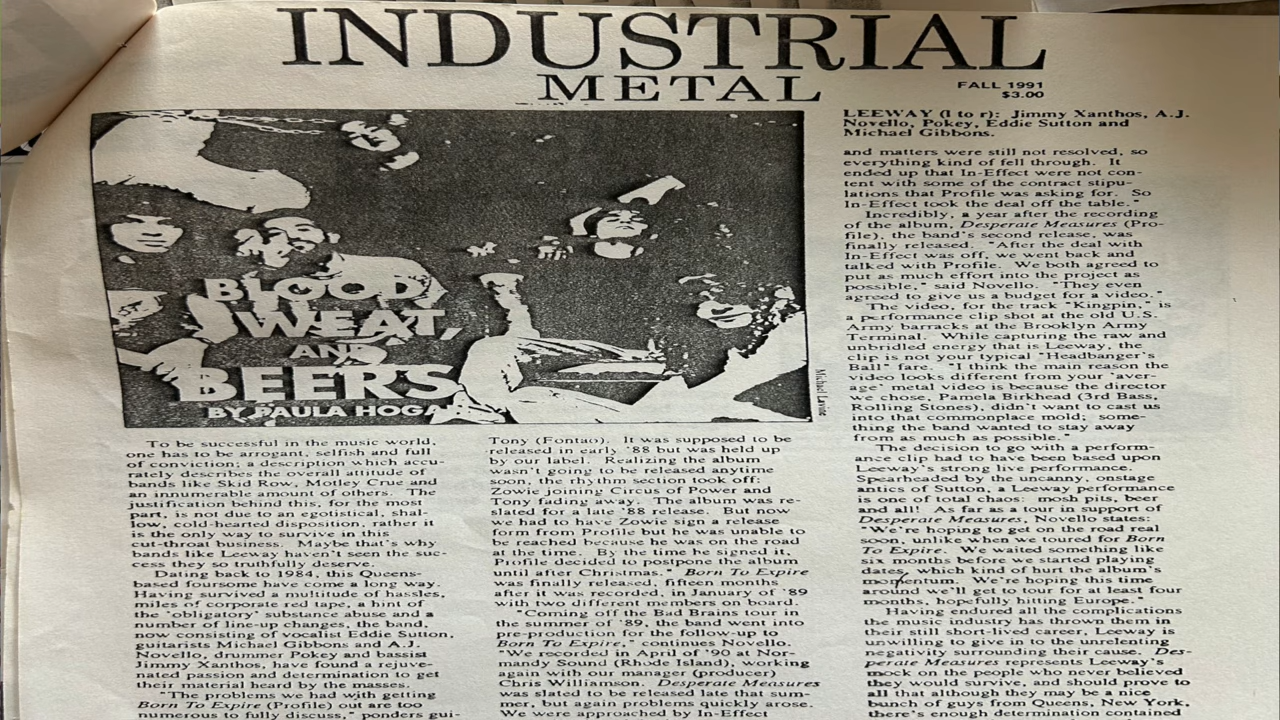 INDUSTRIAL
METAL
FALL 1991
$3.00
BLOOD,
SWEAT,
AND
BEERS
BY PAULA HOGA
Michael Lavine
To be successful in the music world,
one has to be arrogant, selfish and full
of conviction; a description which accu-
rately describes the overall attitude of
bands like Skid Row, Motley Crue and
an innumerable amount of others. The
justification behind this, for the most
part, is not due to an egotistical, shal-
low, cold-hearted disposition, rather it
is the only way to survive in this
cut-throat business. Maybe that's why
bands like Leeway haven't seen the suc-
cess they so truthfully deserve.
Dating back to 1984, this Queens-
based foursome have come a long way.
Having survived a multitude of hassles,
miles of corporate red tape, a hint of
the "obligatory" substance abuse and a
number of line-up changes, the band,
now consisting of vocalist Eddie Sutton,
guitarists Michael Gibbons and A.J.
Novello, drummer Pokey and bassist
Jimmy Xanthos, have found a rejuve-
nated passion and determination to get
their material heard by the masses.
"The problems we had with getting
Born To Expire (Profile) out are too
numerous to fully discuss," ponders gui-
Tony (Fontao). It was supposed to be
released in early '88 but was held up
by our label. Realizing the album
wasn't going to be released anytime
soon, the rhythm section took off:
Zowie joining Circus of Power and
Tony fading away. The album was re-
slated for a late '88 release. But now
we had to have Zowie sign a release
form from Profile but he was unable to
be reached because he was on the road
at the time. By the time he signed it,
Profile decided to postpone the album
until after Christmas." Born To Expire
was finally released, fifteen months
after it was recorded, in January of '89
with two different members on board.
"Coming off the Bad Brains tour in
the summer of '89, the band went into
pre-production for the follow-up to
Born To Expire," continues Novello.
"We recorded in April of '90 at Nor-
mandy Sound (Rhode Island), working
again with our manager (producer)
Chris Williamson. Desperate Measures
was slated to be released late that sum-
mer, but again problems quickly arose.
We were approached by In-Effect
LEEWAY (l to r): Jimmy Xanthos, A.J.
Novello, Pokey, Eddie Sutton and
Michael Gibbons.
and matters were still not resolved, so
everything kind of fell through. It
ended up that In-Effect were not con-
tent with some of the contract stipu-
lations that Profile was asking for. So
In-Effect took the deal off the table."
Incredibly, a year after the recording
of the album, Desperate Measures (Pro-
file), the band's second release, was
finally released. "After the deal with
In-Effect was off, we went back and
talked with Profile. We both agreed to
put as much effort into the project as
possible," said Novello. "They even
agreed to give us a budget for a video."
The video, for the track "Kingpin," is
a performance clip shot at the old U.S.
Army barracks at the Brooklyn Army
Terminal. While capturing the raw and
unbridled energy that is Leeway, the
clip is not your typical "Headbanger's
Ball" fare. "I think the main reason the
video looks different from your 'aver-
age' metal video is because the director
we chose, Pamela Birkhead (3rd Bass,
Rolling Stones), didn't want to cast us
into that commonplace mold; some-
thing the band wanted to stay away
from as much as possible."
The decision to go with a perform-
ance clip had to have been based upon
Leeway's strong live performance.
Spearheaded by the uncanny, onstage
antics of Sutton, a Leeway performance
is one of total chaos: mosh pits, beer
and all! As far as a tour in support of
Desperate Measures, Novello states:
"We're hoping to get on the road real
soon, unlike when we toured for Born
To Expire. We waited something like
six months before we started playing
dates, which kind of hurt the album's
momentum. We're hoping this time
around we'll get to tour for at least four
months, hopefully hitting Europe."
Having endured all the complications
the music industry has thrown them in
their still short-lived career, Leeway is
unwilling to give in to the unrelenting
negativity surrounding their cause. Des-
perate Measures represents Leeway's
mock on the people who never believed
they would survive, and should prove to
all that although they may be a nice
bunch of guys from Queens, New York,
there's enough determination contained